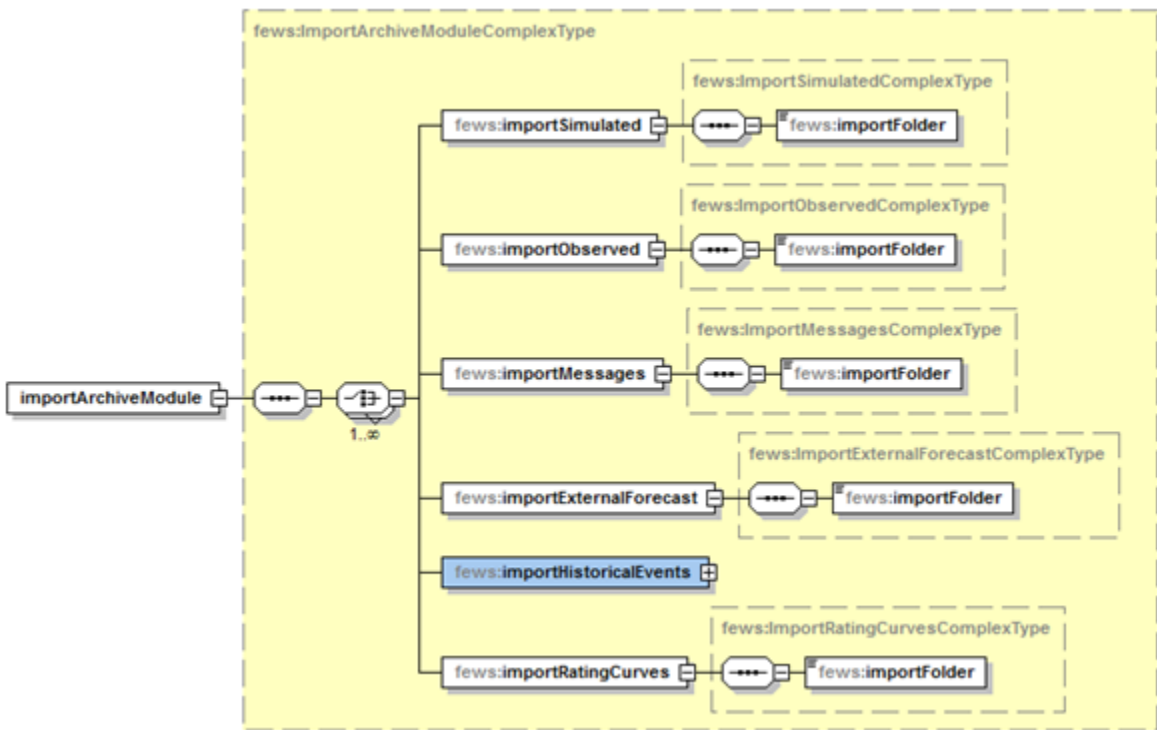 fews:ImportArchiveModuleComplexType
fews:ImportSimulatedComplexType
fews:importSimulated
fews:importFolder
fews:ImportObservedComplexType
fews:importObserved
fews:importFolder
fews:ImportMessagesComplexType
fews:importMessages
fews:importFolder
importArchiveModule
1..∞
fews:ImportExternalForecastComplexType
fews:importExternalForecast
fews:importFolder
fews:importHistoricalEvents
fews:ImportRatingCurvesComplexType
fews:importRatingCurves
fews:importFolder